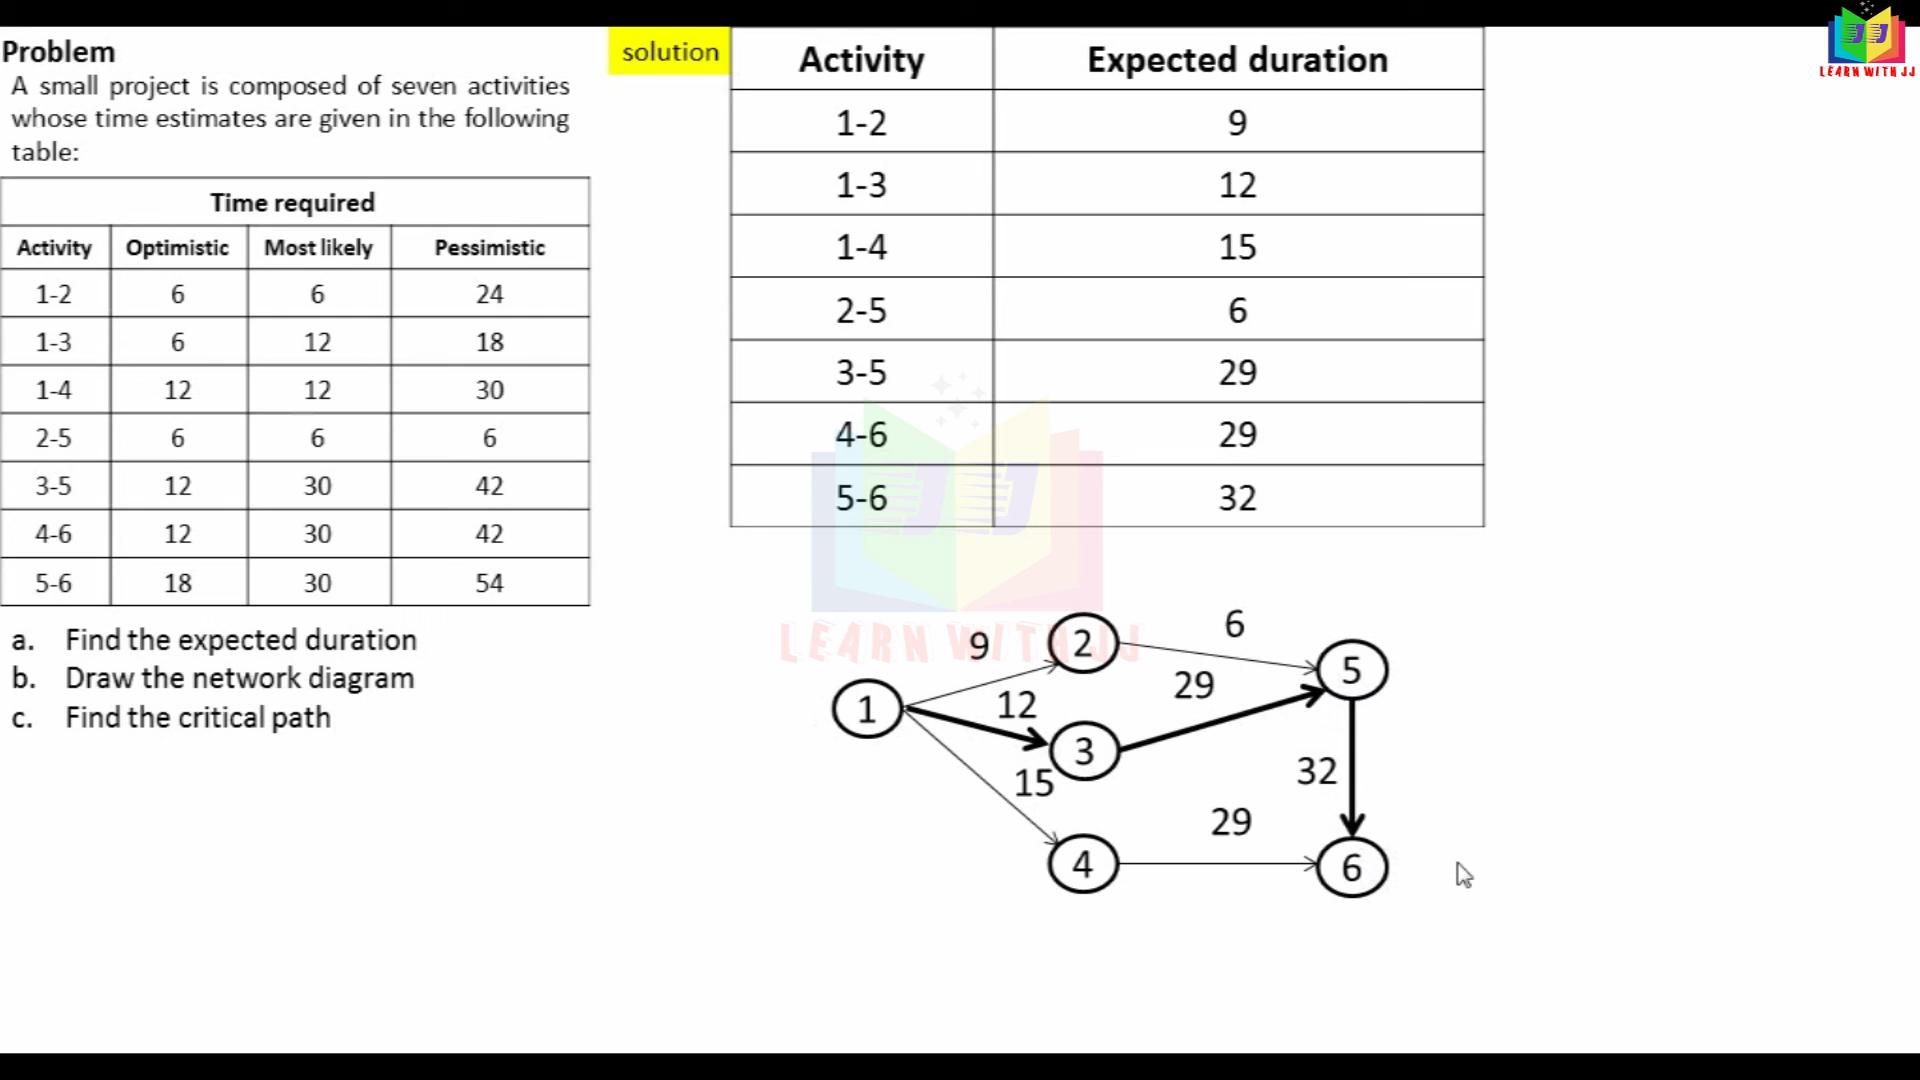 Problem
A small project is composed of seven activities
whose time estimates are given in the following
table:
Time required
Activity Optimistic Most likely Pessimistic
1-2 6 6 24
1-3 6 12 18
1-4 12 12 30
2-5 6 6 6
3-5 12 30 42
4-6 12 30 42
5-6 18 30 54
a. Find the expected duration
b. Draw the network diagram
c. Find the critical path
solution
Activity Expected duration
1-2 9
1-3 12
1-4 15
2-5 6
3-5 29
4-6 29
5-6 32
JJ
LEARN WITH JJ
9 2 6
1 12 29 5
3
15 32
29
4 6
JJ
LEARN WITH JJ